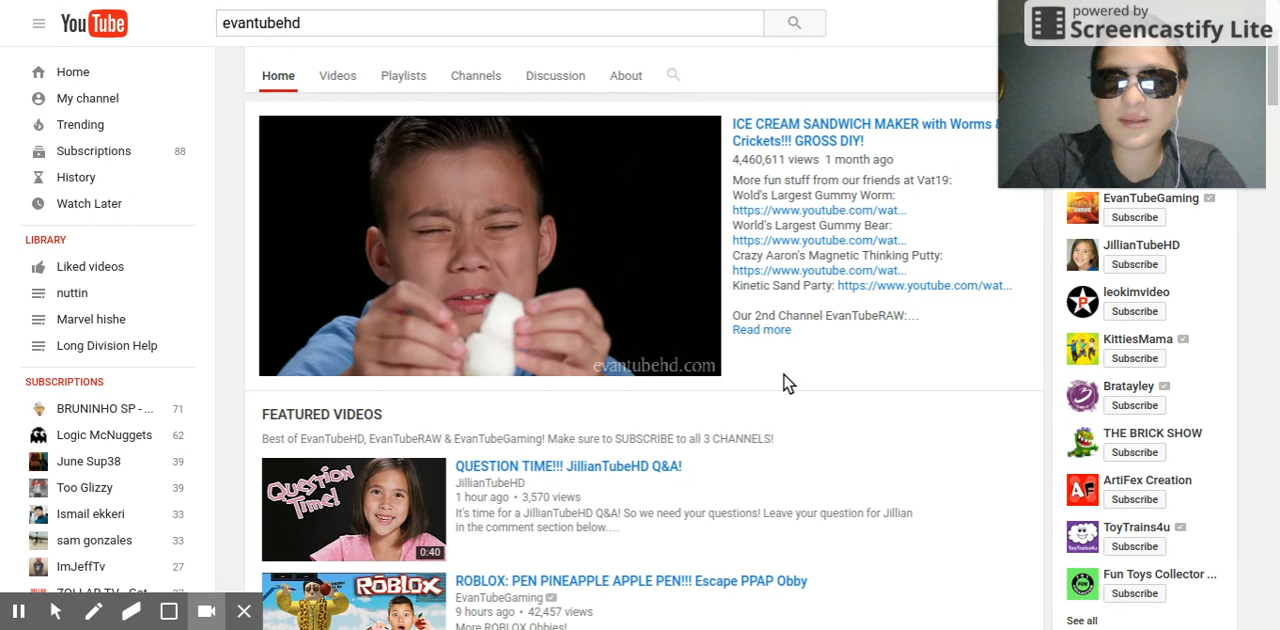 YouTube
evantubehd
powered by
Screencastify Lite
Home
My channel
Trending
Subscriptions 88
History
Watch Later
LIBRARY
Liked videos
nuttin
Marvel hishe
Long Division Help
SUBSCRIPTIONS
BRUNINHO SP - ... 71
Logic McNuggets 62
June Sup38 39
Too Glizzy 39
Ismail ekkeri 33
sam gonzales 33
ImJeffTv 27
Home Videos Playlists Channels Discussion About
evantubehd.com
ICE CREAM SANDWICH MAKER with Worms &
Crickets!!! GROSS DIY!
4,460,611 views 1 month ago
More fun stuff from our friends at Vat19:
Wold's Largest Gummy Worm:
https://www.youtube.com/wat...
World's Largest Gummy Bear:
https://www.youtube.com/wat...
Crazy Aaron's Magnetic Thinking Putty:
https://www.youtube.com/wat...
Kinetic Sand Party: https://www.youtube.com/wat...
Our 2nd Channel EvanTubeRAW:...
Read more
FEATURED VIDEOS
Best of EvanTubeHD, EvanTubeRAW & EvanTubeGaming! Make sure to SUBSCRIBE to all 3 CHANNELS!
Question
Time!
0:40
QUESTION TIME!!! JillianTubeHD Q&A!
JillianTubeHD
1 hour ago • 3,570 views
It's time for a JillianTubeHD Q&A! So we need your questions! Leave your question for Jillian
in the comment section below....
ROBLOX
ROBLOX: PEN PINEAPPLE APPLE PEN!!! Escape PPAP Obby
EvanTubeGaming
9 hours ago • 42,457 views
More ROBLOX Obbies!
EvanTubeGaming
Subscribe
JillianTubeHD
Subscribe
leokimvideo
Subscribe
KittiesMama
Subscribe
Bratayley
Subscribe
THE BRICK SHOW
Subscribe
AF
ArtiFex Creation
Subscribe
ToyTrains4u
ToyTrains4u
Subscribe
FUN
Fun Toys Collector ...
Subscribe
See all